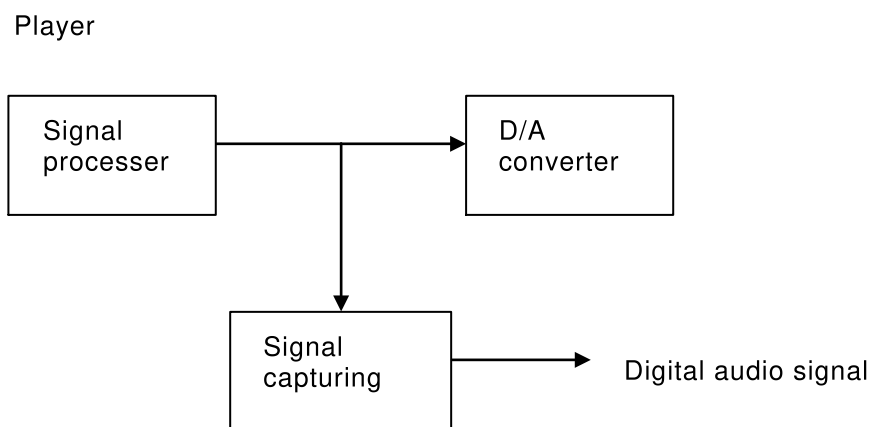 Player
Signal
processer
D/A
converter
Signal
capturing
Digital audio signal